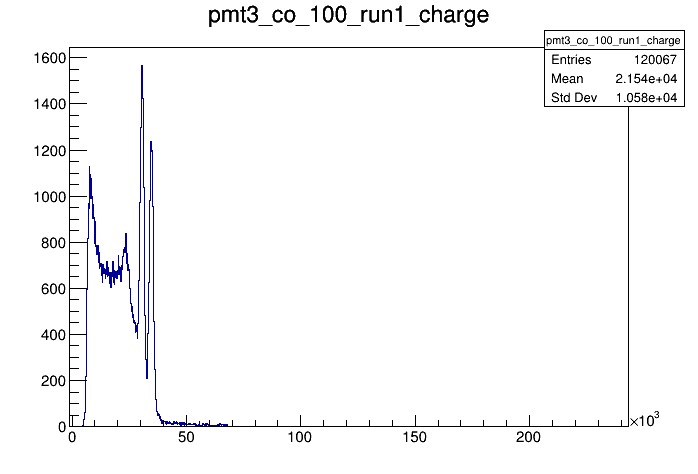 pmt3_co_100_run1_charge
pmt3_co_100_run1_charge
Entries 120067
Mean 2.154e+04
Std Dev 1.058e+04
1600
1400
1200
1000
800
600
400
200
0
0 50 100 150 200 ×10³